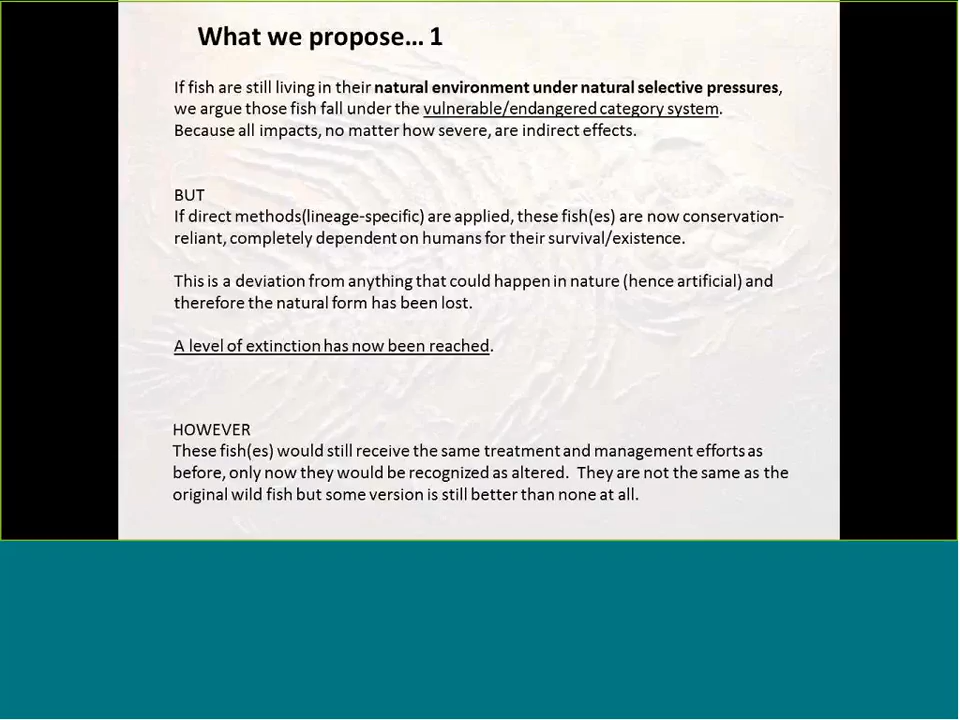 What we propose... 1
If fish are still living in their natural environment under natural selective pressures,
we argue those fish fall under the vulnerable/endangered category system.
Because all impacts, no matter how severe, are indirect effects.
BUT
If direct methods(lineage-specific) are applied, these fish(es) are now conservation-
reliant, completely dependent on humans for their survival/existence.
This is a deviation from anything that could happen in nature (hence artificial) and
therefore the natural form has been lost.
A level of extinction has now been reached.
HOWEVER
These fish(es) would still receive the same treatment and management efforts as
before, only now they would be recognized as altered.  They are not the same as the
original wild fish but some version is still better than none at all.